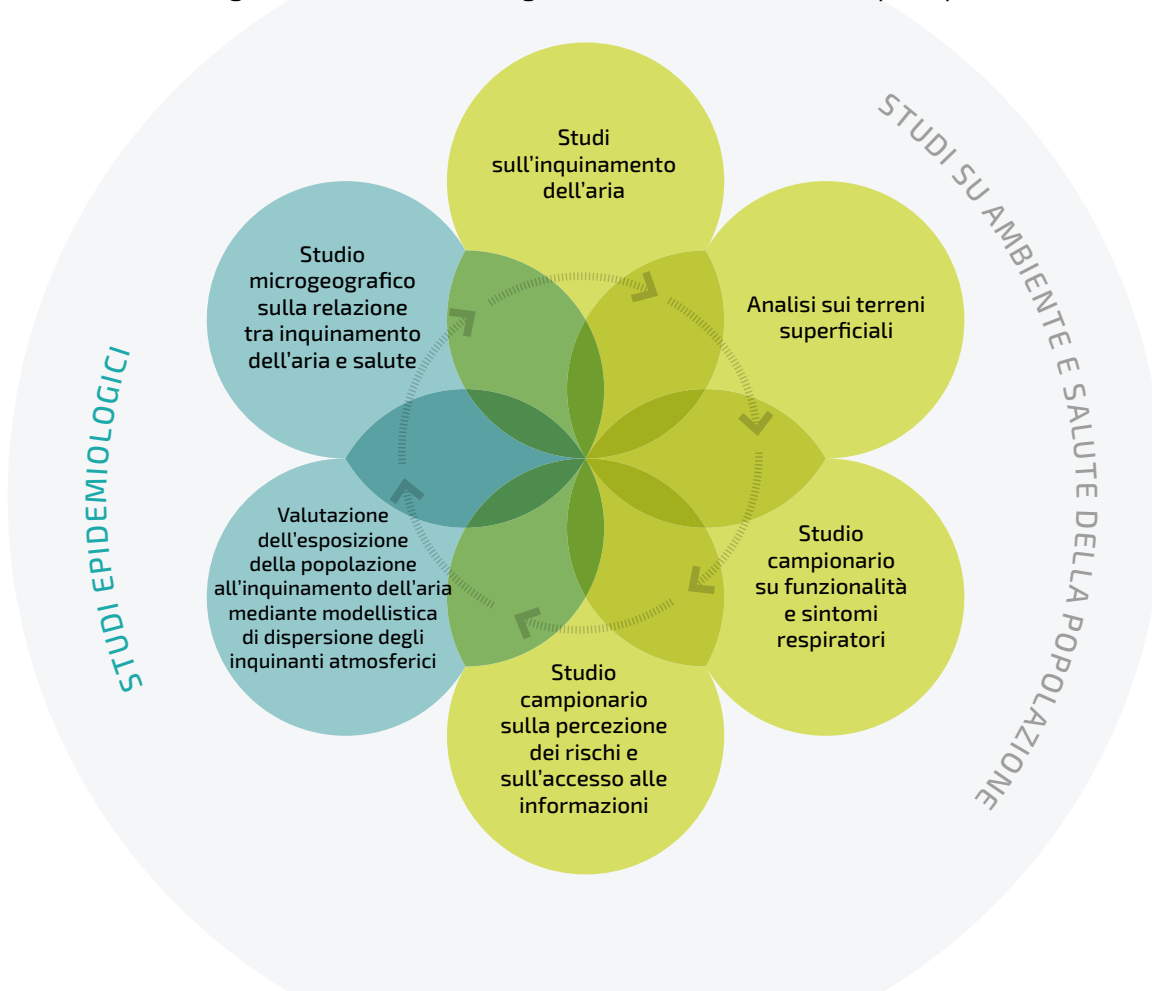 Studi
sull'inquinamento
dell'aria
Studio
microgeografico
sulla relazione
tra inquinamento
dell'aria e salute
Analisi sui terreni
superficiali
Valutazione
dell'esposizione
della popolazione
all'inquinamento dell'aria
mediante modellistica
di dispersione degli
inquinanti atmosferici
Studio
campionario
su funzionalità
e sintomi
respiratori
Studio
campionario
sulla percezione
dei rischi e
sull'accesso alle
informazioni
STUDI EPIDEMIOLOGICI
STUDI SU AMBIENTE E SALUTE DELLA POPOLAZIONE